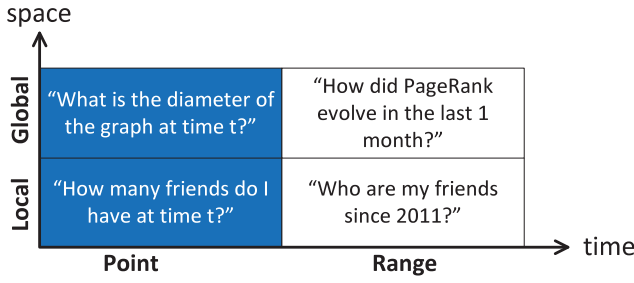 space
Global
“What is the diameter of
the graph at time t?”
“How did PageRank
evolve in the last 1
month?”
Local
“How many friends do I
have at time t?”
“Who are my friends
since 2011?”
time
Point
Range